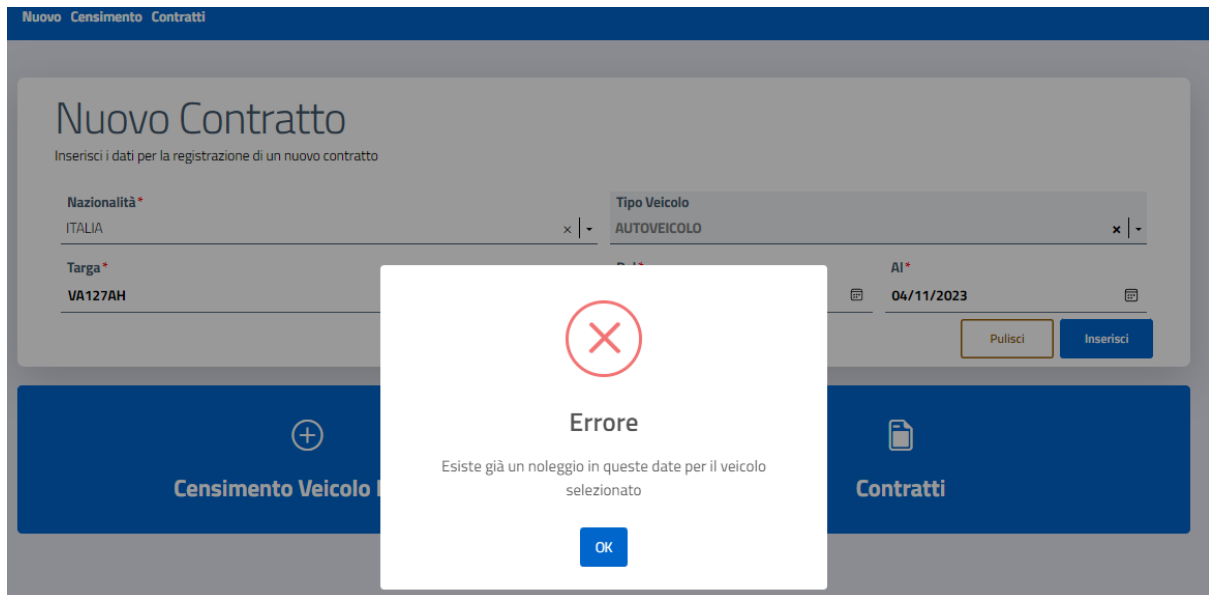 Nuovo Censimento Contratti
Nuovo Contratto
Inserisci i dati per la registrazione di un nuovo contratto
Nazionalità* Tipo Veicolo
ITALIA × AUTOVEICOLO ×
Targa* Al*
VA127AH 04/11/2023
Pulisci Inserisci
Errore
Esiste già un noleggio in queste date per il veicolo
selezionato
OK
Censimento Veicolo
Contratti